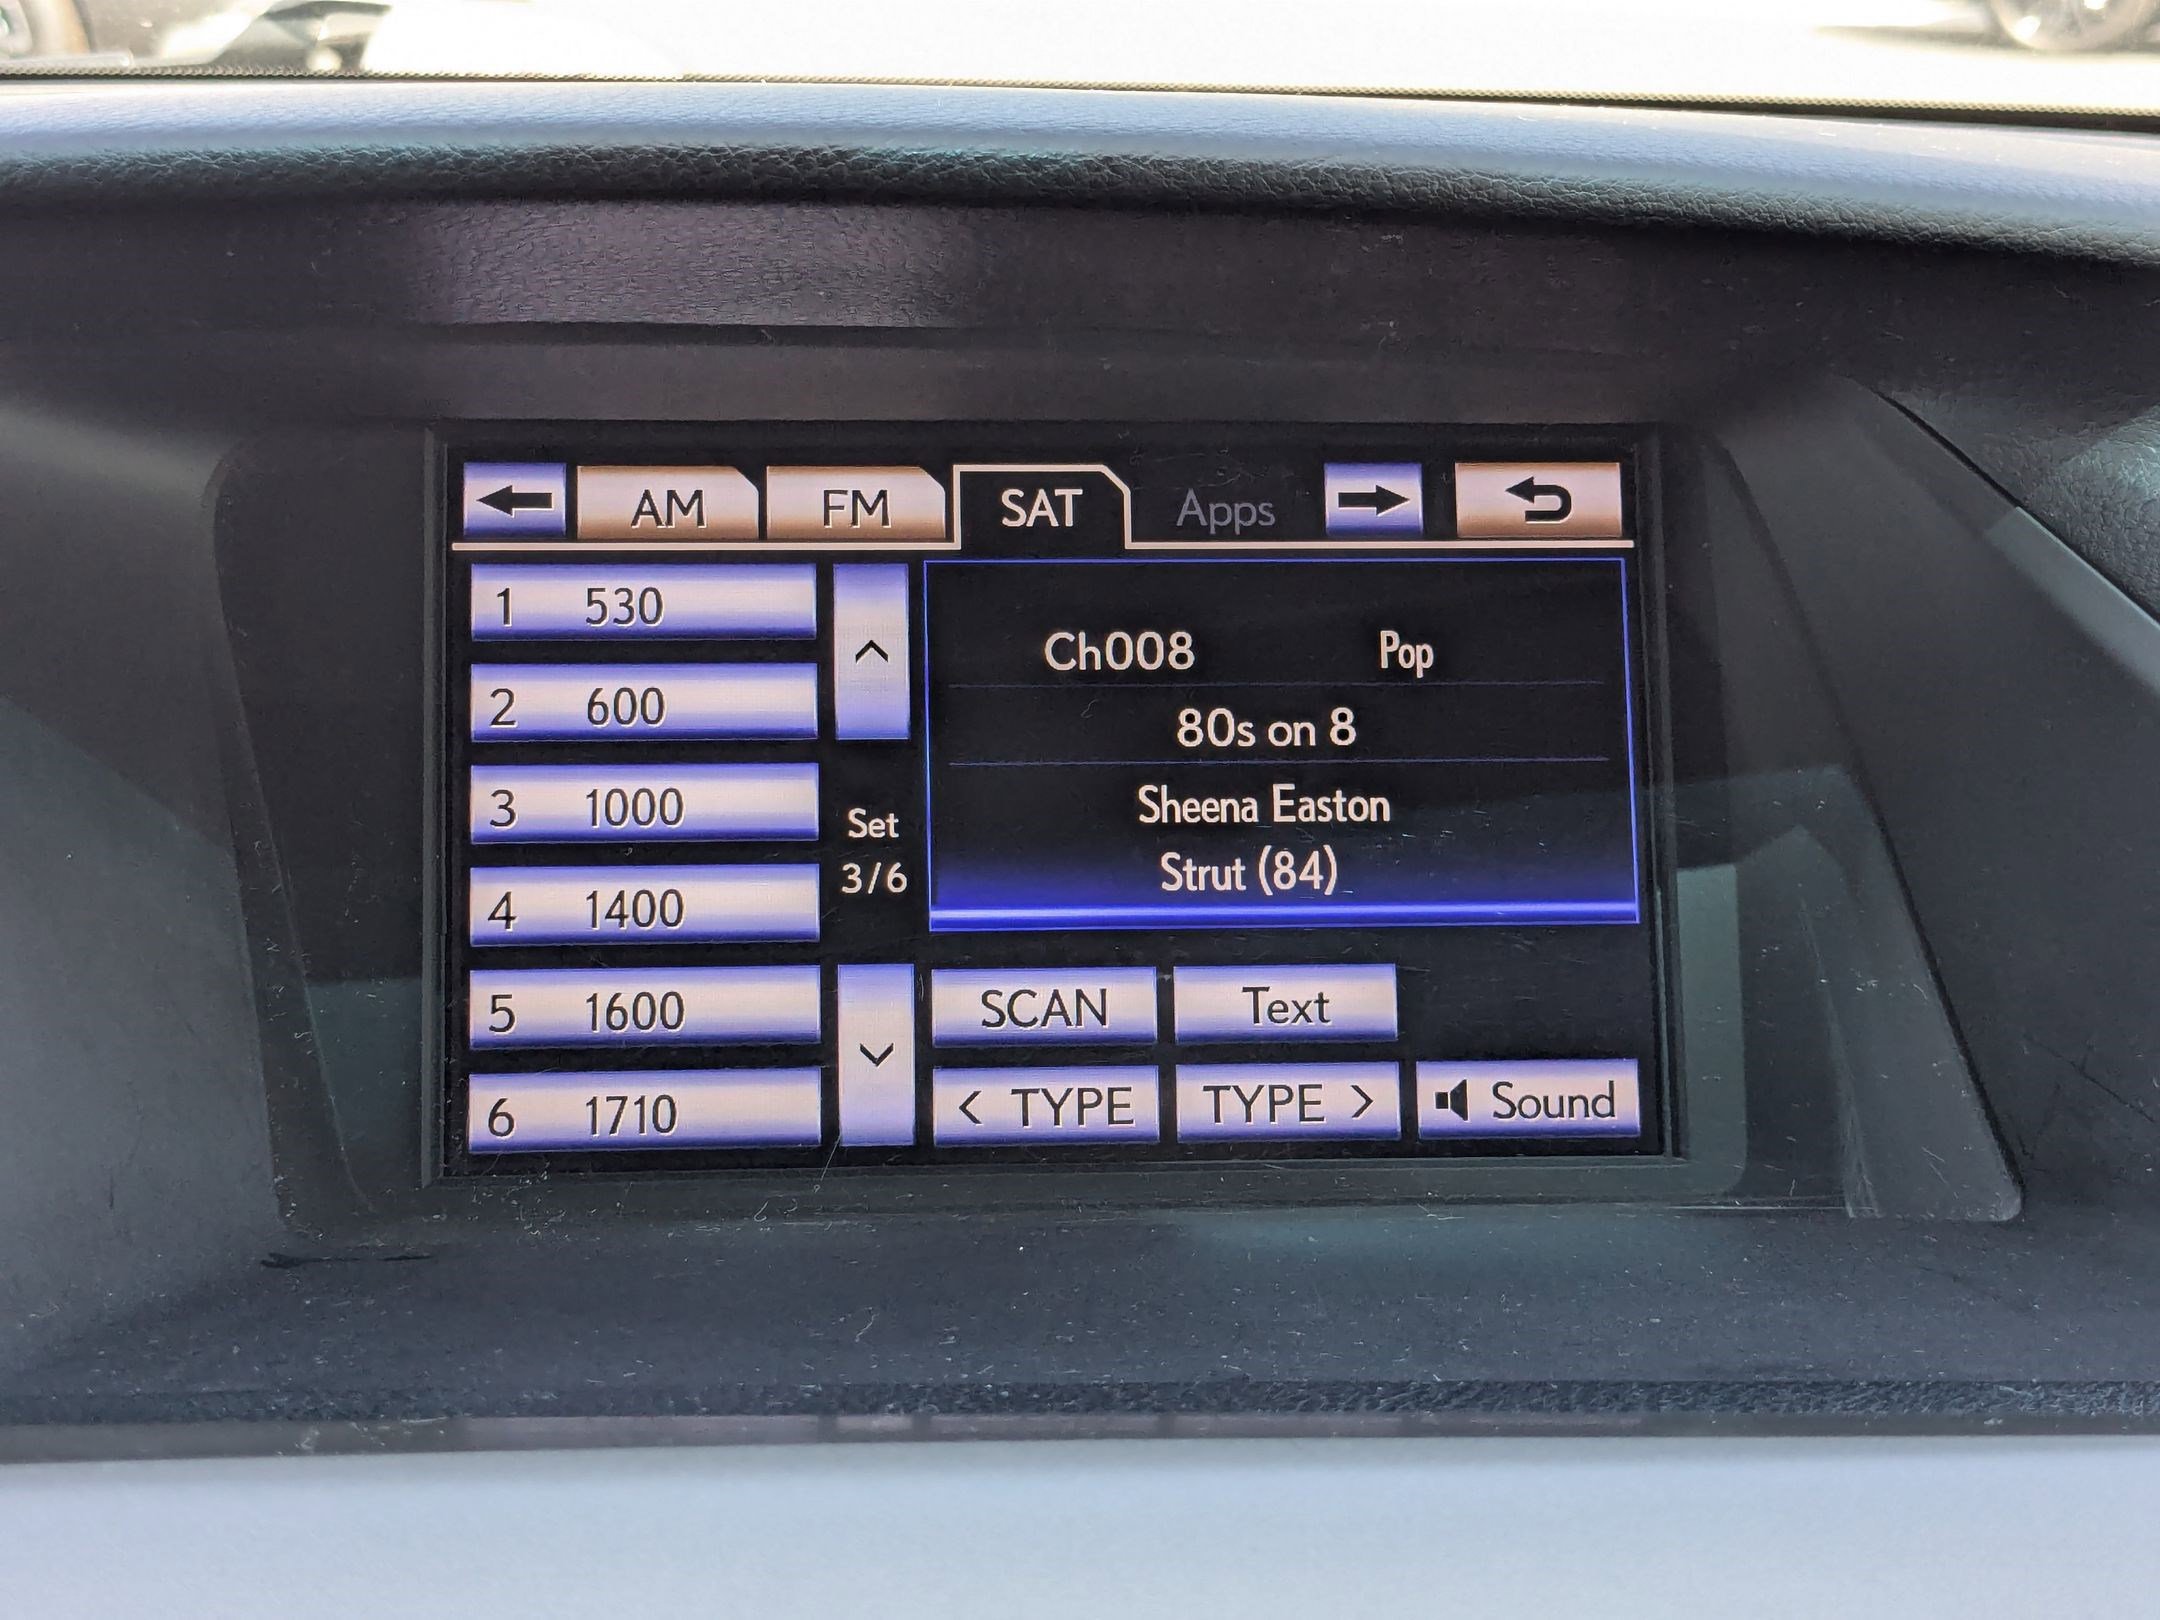 AM FM SAT Apps
1 530
2 600
3 1000
4 1400
5 1600
6 1710
Set
3/6
Ch008 Pop
80s on 8
Sheena Easton
Strut (84)
SCAN Text
< TYPE TYPE > Sound